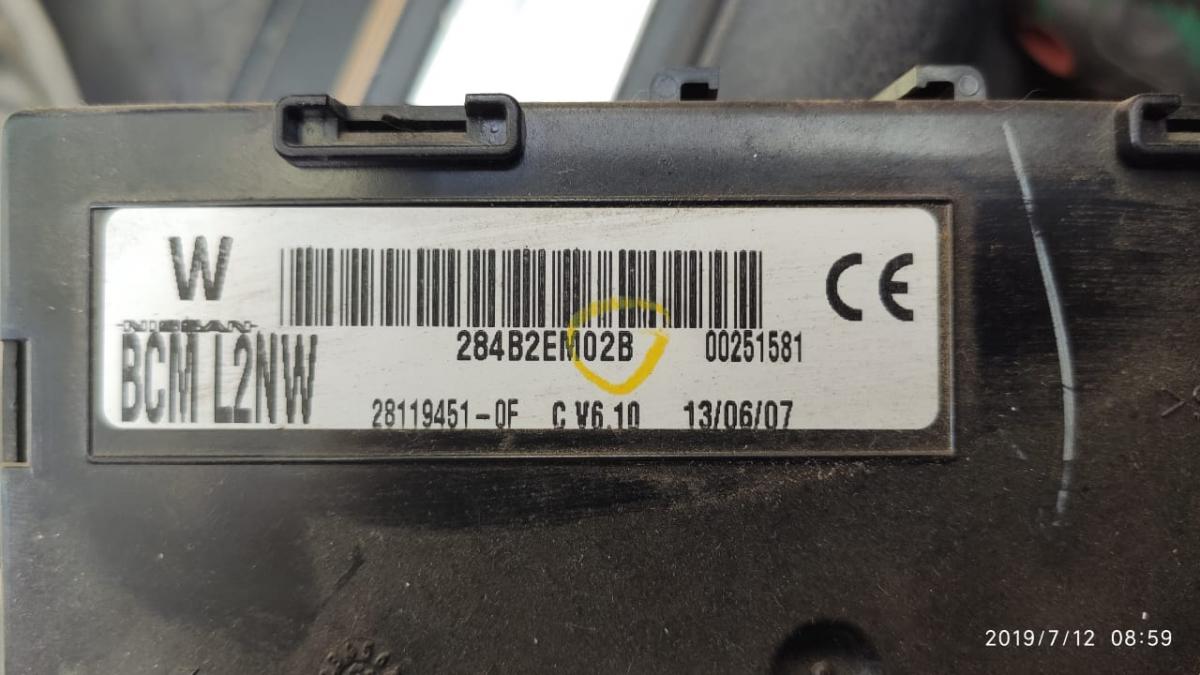 W
NISSAN
BCM L2NW
284B2EM02B 00251581
28119451-0F C V6.10 13/06/07
CE
2019/7/12 08:59